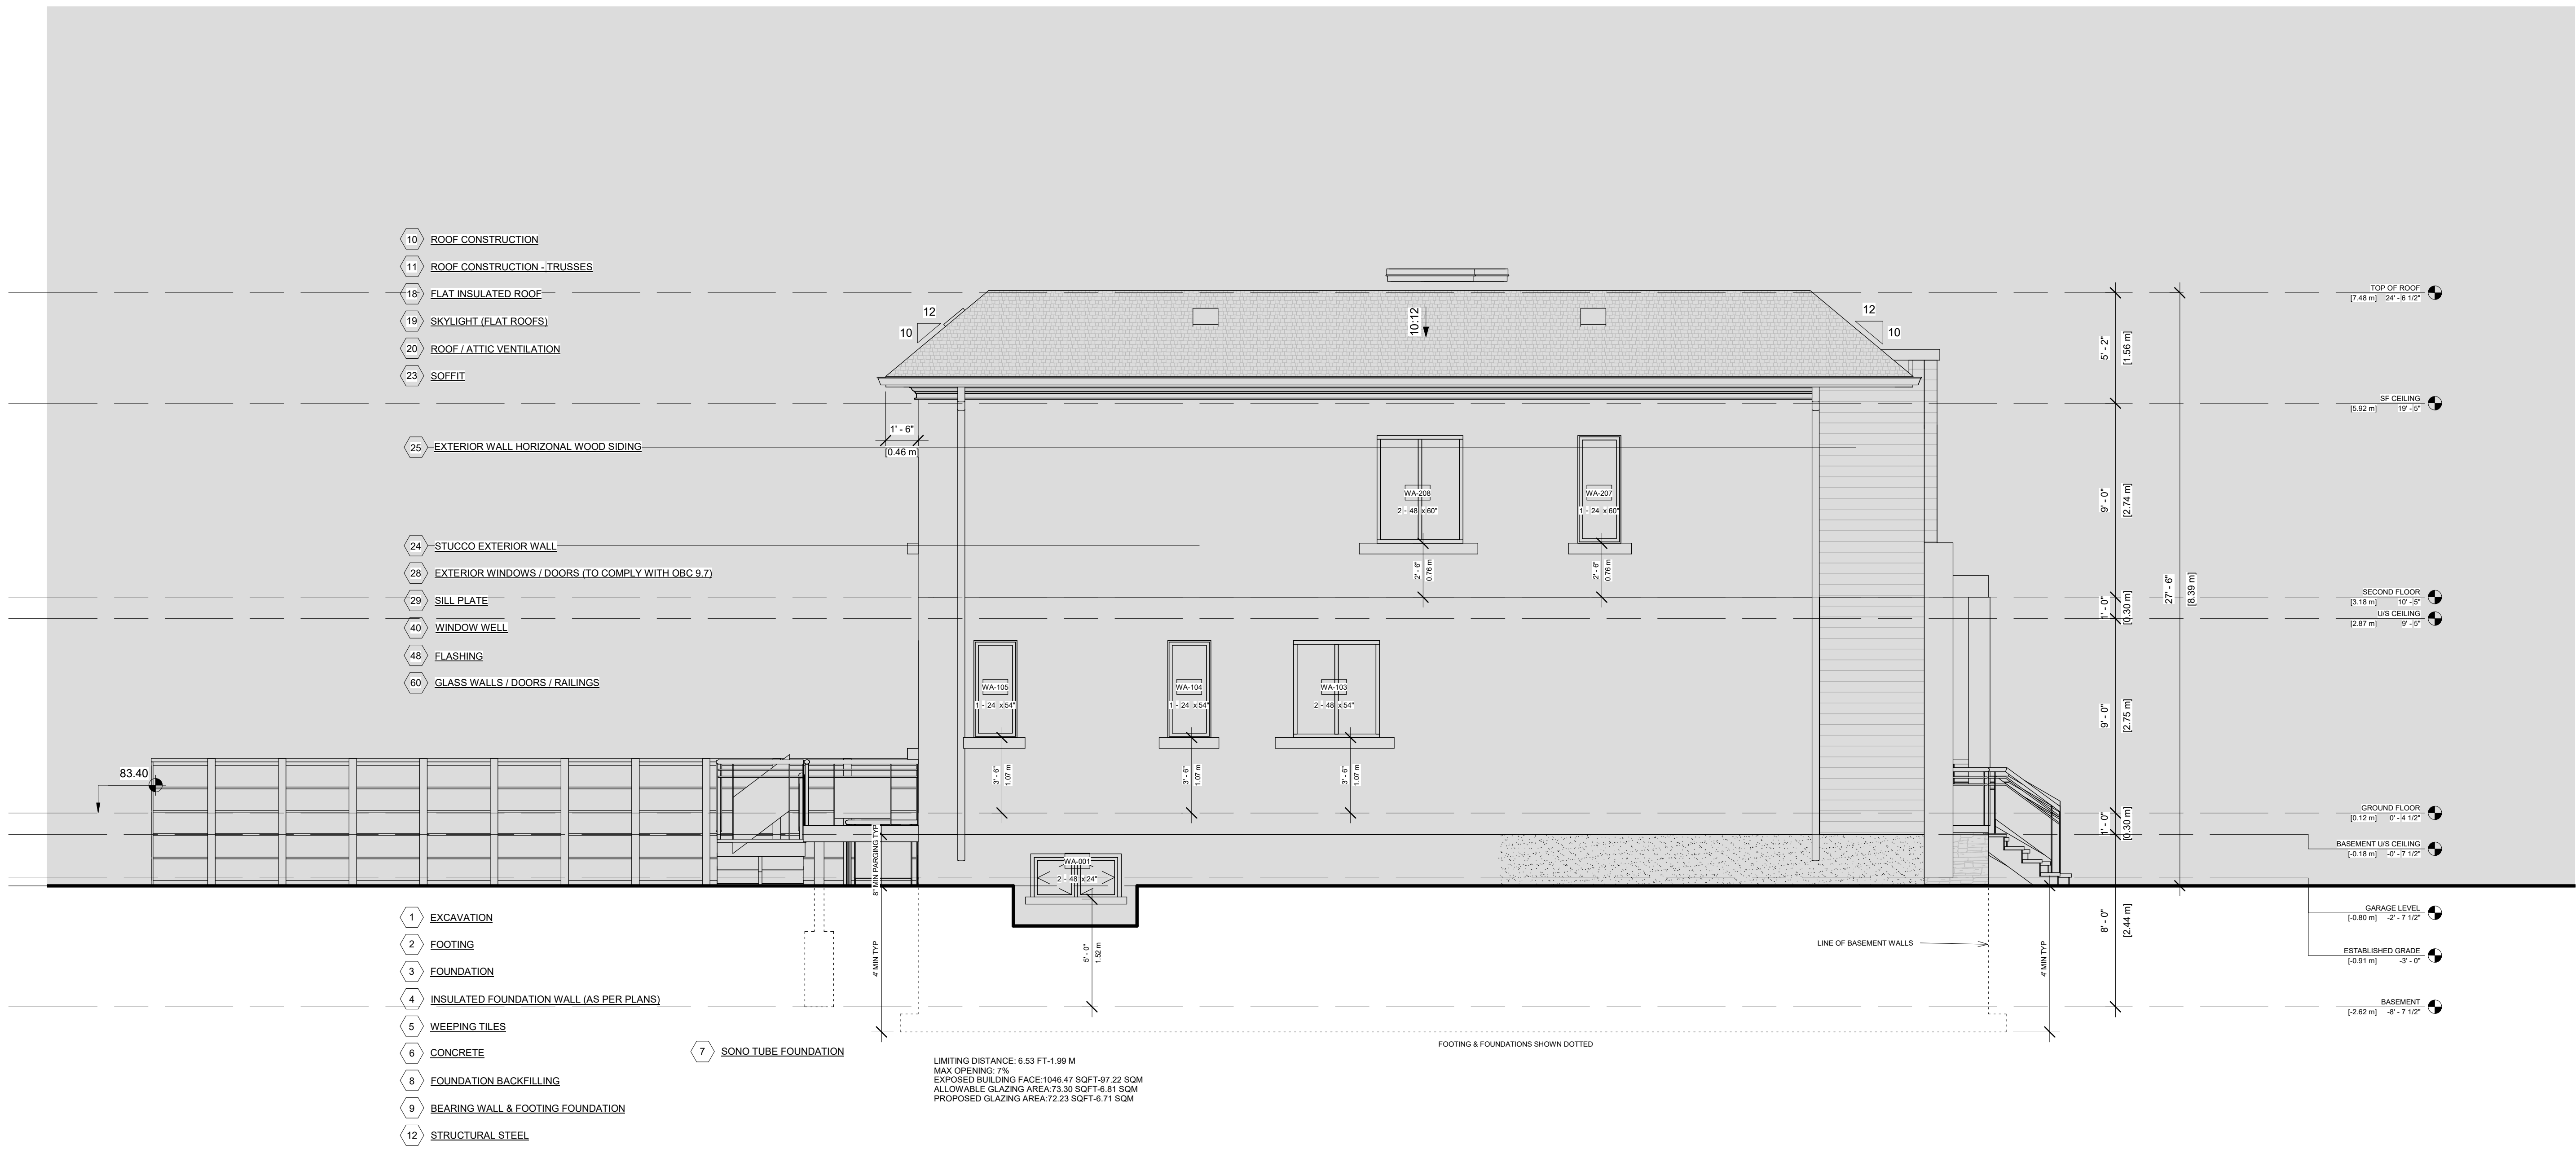 10 ROOF CONSTRUCTION
11 ROOF CONSTRUCTION - TRUSSES
18 FLAT INSULATED ROOF
19 SKYLIGHT (FLAT ROOFS)
20 ROOF / ATTIC VENTILATION
23 SOFFIT
25 EXTERIOR WALL HORIZONAL WOOD SIDING
24 STUCCO EXTERIOR WALL
28 EXTERIOR WINDOWS / DOORS (TO COMPLY WITH OBC 9.7)
29 SILL PLATE
40 WINDOW WELL
48 FLASHING
60 GLASS WALLS / DOORS / RAILINGS
83.40
12
10
10:12
12
10
1' - 6"
[0.46 m]
WA-208
2 - 48 x 60"
WA-207
1 - 24 x 60"
2' - 6"
0.76 m
2' - 6"
0.76 m
WA-105
1 - 24 x 54"
WA-104
1 - 24 x 54"
WA-103
2 - 48 x 54"
3' - 6"
1.07 m
3' - 6"
1.07 m
3' - 6"
1.07 m
WA-001
2 - 48 x 24"
8" MIN PARGING TYP
4' MIN TYP
5' - 0"
1.52 m
LINE OF BASEMENT WALLS
4' MIN TYP
5' - 2"
[1.56 m]
9' - 0"
[2.74 m]
1' - 0"
[0.30 m]
9' - 0"
[2.75 m]
1' - 0"
[0.30 m]
8' - 0"
[2.44 m]
27' - 6"
[8.39 m]
TOP OF ROOF
[7.48 m] 24' - 6 1/2"
SF CEILING
[5.92 m] 19' - 5"
SECOND FLOOR
[3.18 m] 10' - 5"
U/S CEILING
[2.87 m] 9' - 5"
GROUND FLOOR
[0.12 m] 0' - 4 1/2"
BASEMENT U/S CEILING
[-0.18 m] -0' - 7 1/2"
GARAGE LEVEL
[-0.80 m] -2' - 7 1/2"
ESTABLISHED GRADE
[-0.91 m] -3' - 0"
BASEMENT
[-2.62 m] -8' - 7 1/2"
1 EXCAVATION
2 FOOTING
3 FOUNDATION
4 INSULATED FOUNDATION WALL (AS PER PLANS)
5 WEEPING TILES
6 CONCRETE
8 FOUNDATION BACKFILLING
9 BEARING WALL & FOOTING FOUNDATION
12 STRUCTURAL STEEL
7 SONO TUBE FOUNDATION
FOOTING & FOUNDATIONS SHOWN DOTTED
LIMITING DISTANCE: 6.53 FT-1.99 M
MAX OPENING: 7%
EXPOSED BUILDING FACE:1046.47 SQFT-97.22 SQM
ALLOWABLE GLAZING AREA:73.30 SQFT-6.81 SQM
PROPOSED GLAZING AREA:72.23 SQFT-6.71 SQM